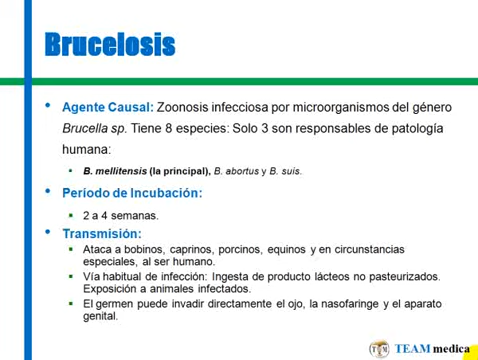 Brucelosis
• Agente Causal: Zoonosis infecciosa por microorganismos del género
Brucella sp. Tiene 8 especies: Solo 3 son responsables de patología
humana:
▪ B. mellitensis (la principal), B. abortus y B. suis.
• Período de Incubación:
▪ 2 a 4 semanas.
• Transmisión:
▪ Ataca a bobinos, caprinos, porcinos, equinos y en circunstancias
especiales, al ser humano.
▪ Vía habitual de infección: Ingesta de producto lácteos no pasteurizados.
Exposición a animales infectados.
▪ El germen puede invadir directamente el ojo, la nasofaringe y el aparato
genital.
TM TEAM medica